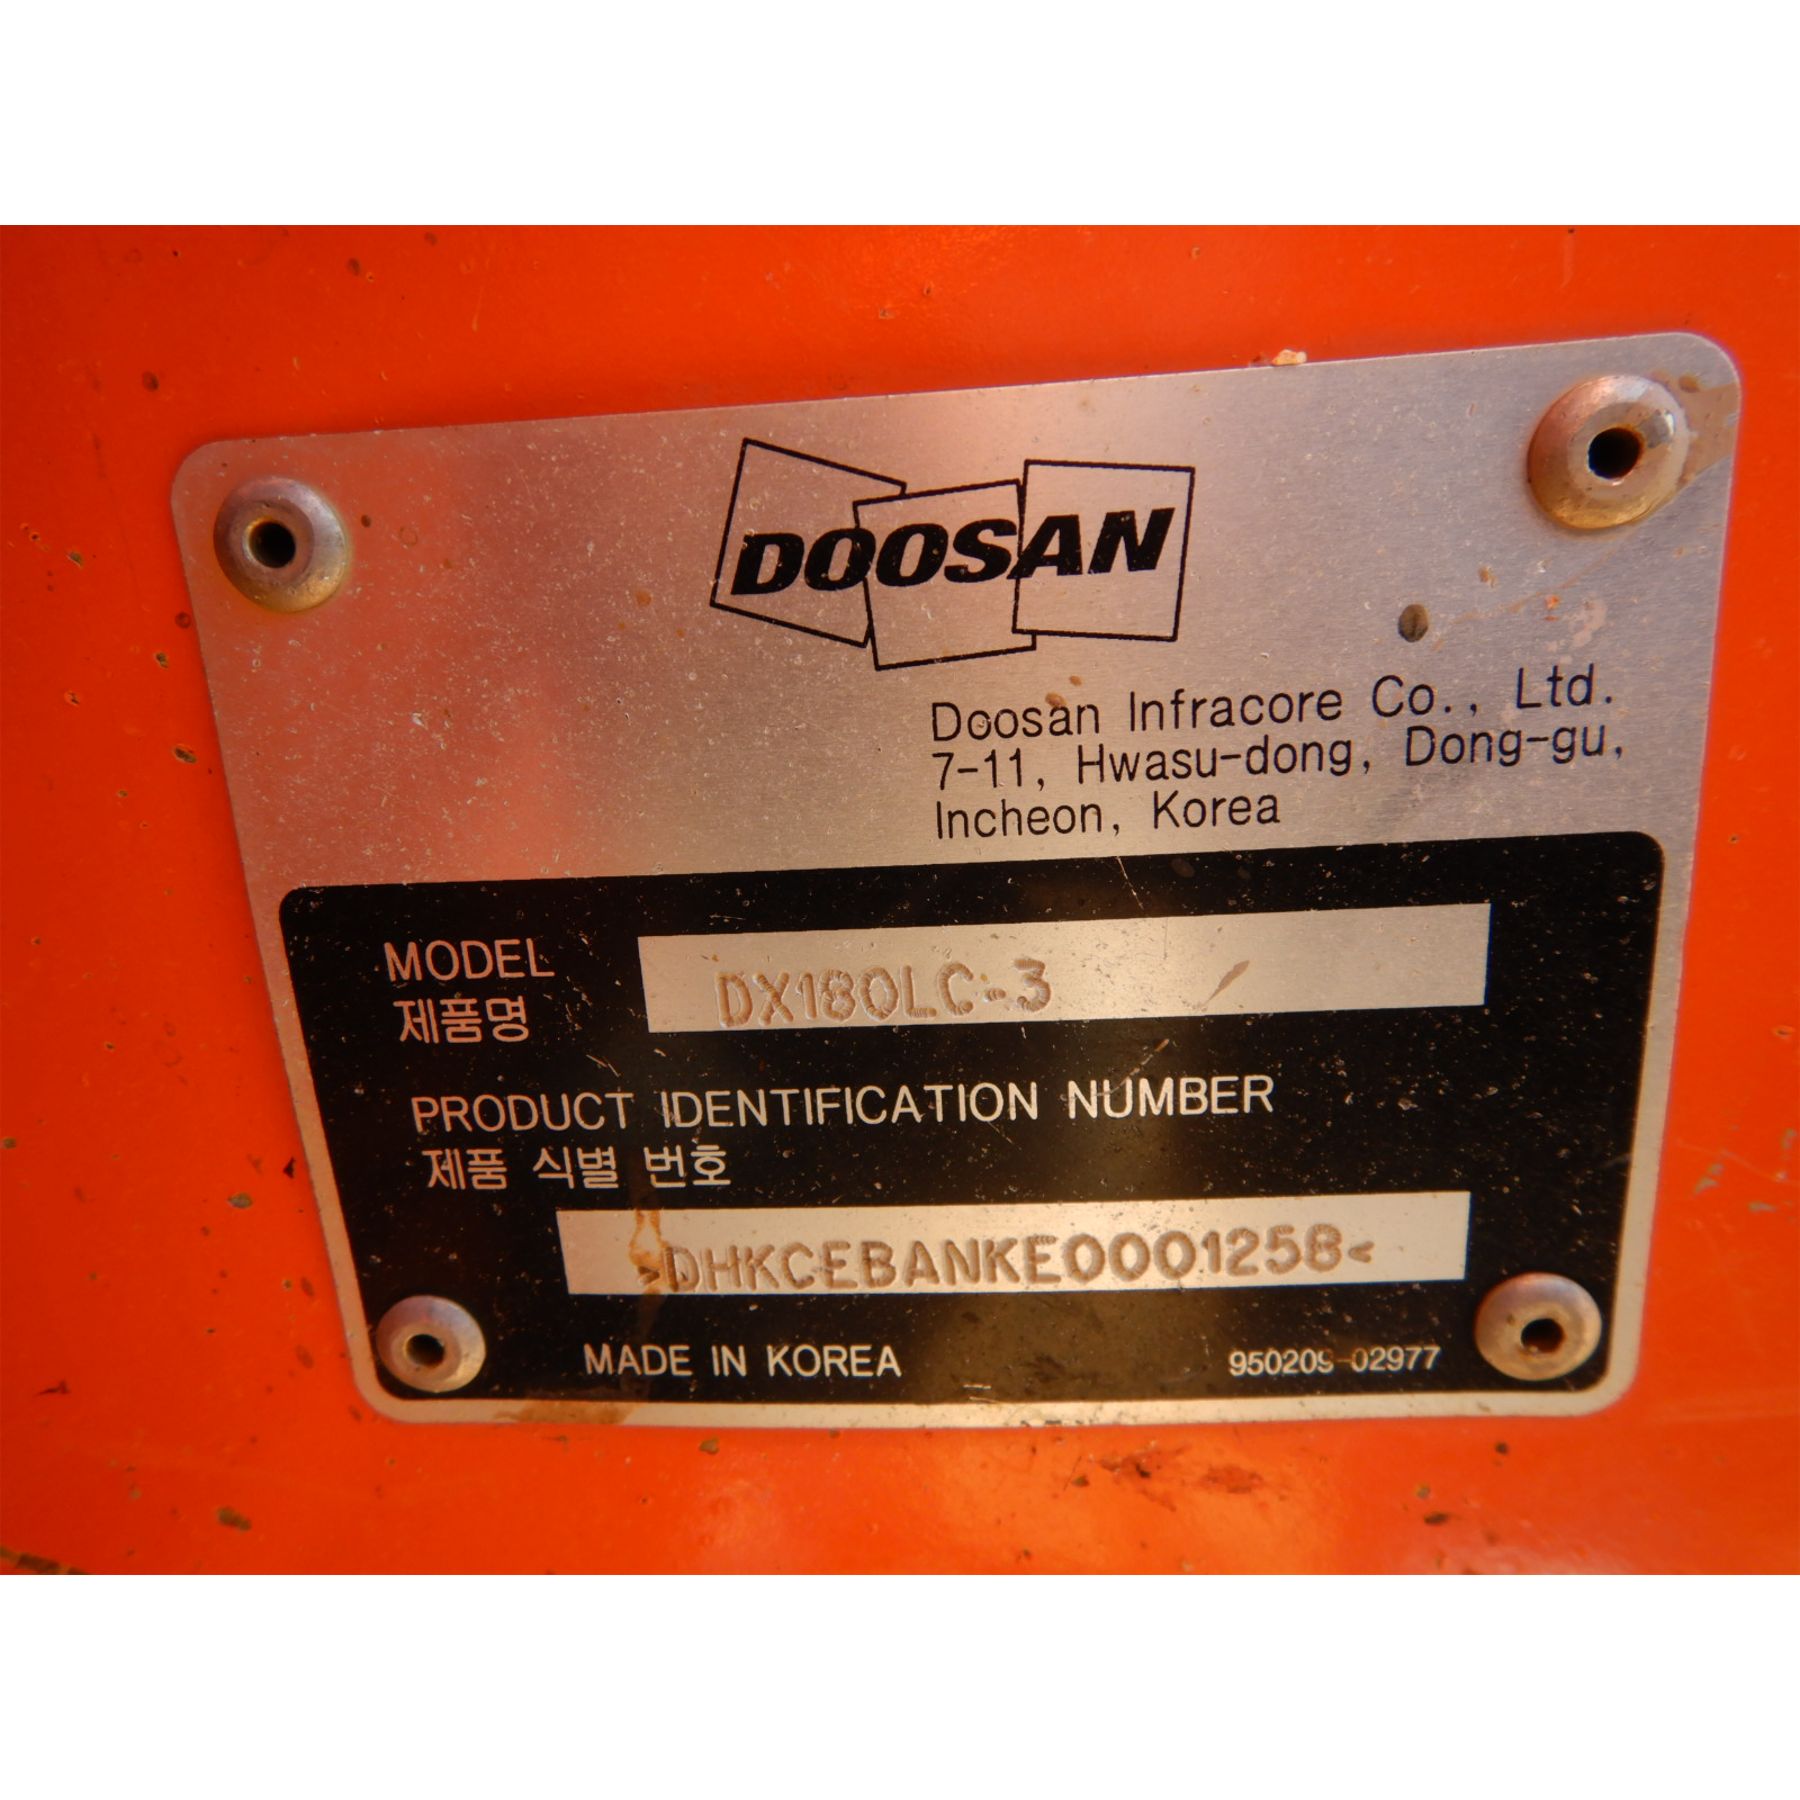 DOOSAN
Doosan Infracore Co., Ltd.
7-11, Hwasu-dong, Dong-gu,
Incheon, Korea
MODEL DX180LC-3
제품명
PRODUCT IDENTIFICATION NUMBER
제품 식별 번호
>DHKCEBANKE0001258<
MADE IN KOREA 950209-02977